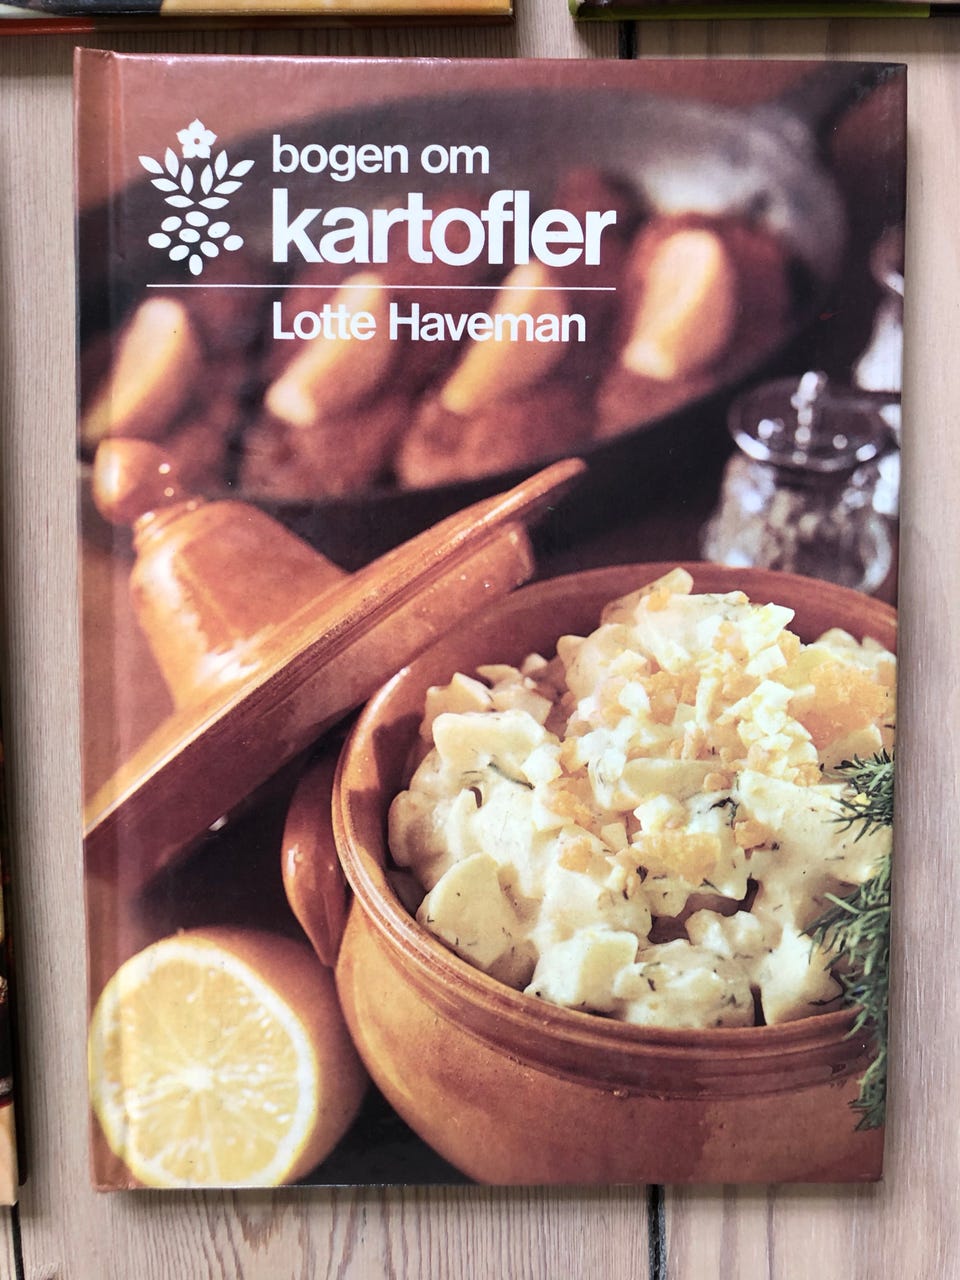 bogen om
kartofler
Lotte Haveman